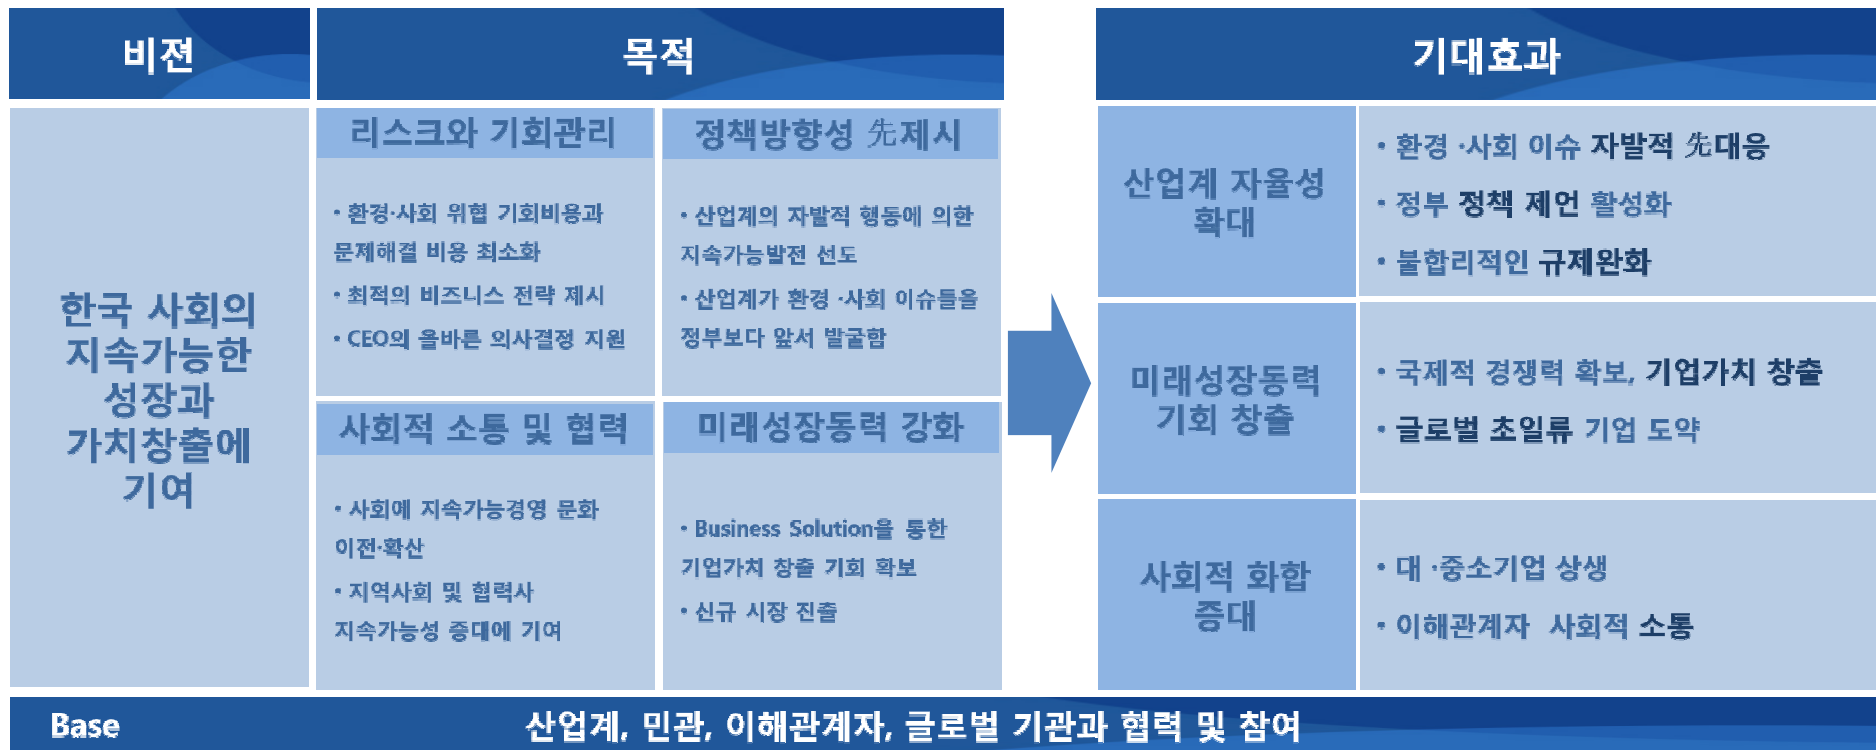 비젼
한국 사회의
지속가능한
성장과
가치창출에
기여
목적
리스크와 기회관리
• 환경·사회 위협 기회비용과
문제해결 비용 최소화
• 최적의 비즈니스 전략 제시
• CEO의 올바른 의사결정 지원
정책방향성 先제시
• 산업계의 자발적 행동에 의한
지속가능발전 선도
• 산업계가 환경 ·사회 이슈들을
정부보다 앞서 발굴함
사회적 소통 및 협력
• 사회에 지속가능경영 문화
이전·확산
• 지역사회 및 협력사
지속가능성 증대에 기여
미래성장동력 강화
• Business Solution을 통한
기업가치 창출 기회 확보
• 신규 시장 진출
기대효과
산업계 자율성
확대
• 환경 ·사회 이슈 자발적 先대응
• 정부 정책 제언 활성화
• 불합리적인 규제완화
미래성장동력
기회 창출
• 국제적 경쟁력 확보, 기업가치 창출
• 글로벌 초일류 기업 도약
사회적 화합
증대
• 대 ·중소기업 상생
• 이해관계자 사회적 소통
Base 산업계, 민관, 이해관계자, 글로벌 기관과 협력 및 참여